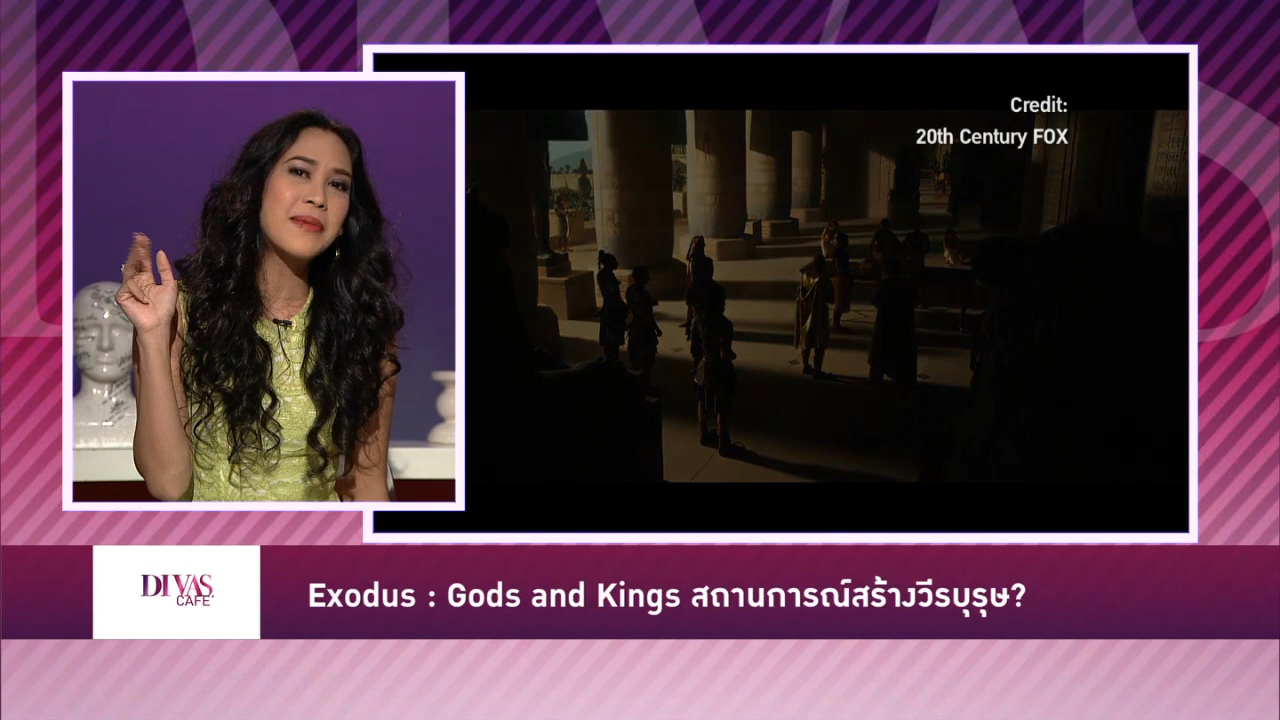 Credit:
20th Century FOX
DIVAS
CAFE
Exodus : Gods and Kings สถานการณ์สร้างวีรบุรุษ?